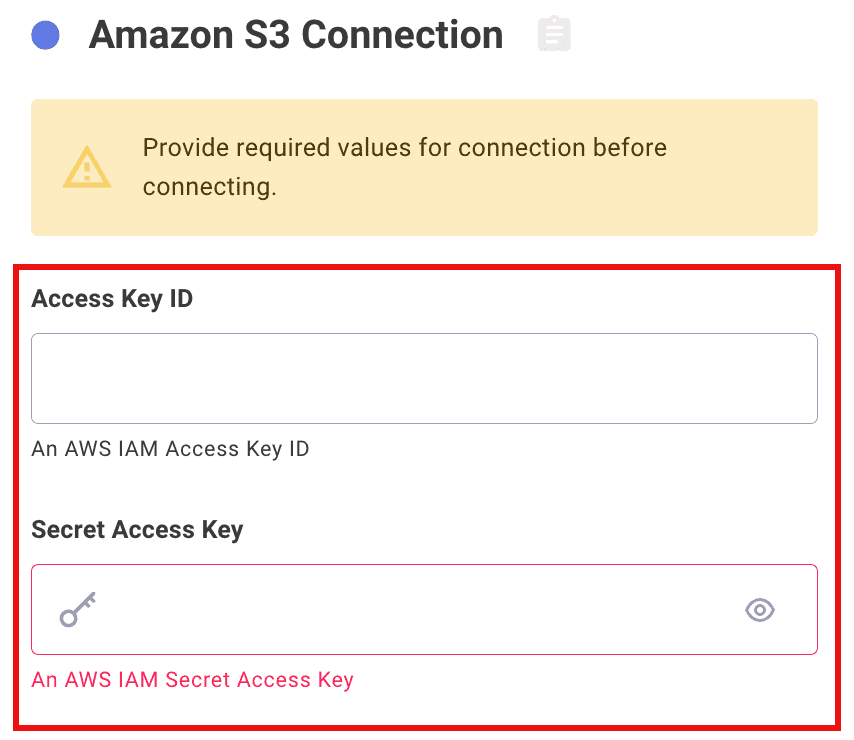 Amazon S3 Connection
Provide required values for connection before
connecting.
Access Key ID
An AWS IAM Access Key ID
Secret Access Key
An AWS IAM Secret Access Key